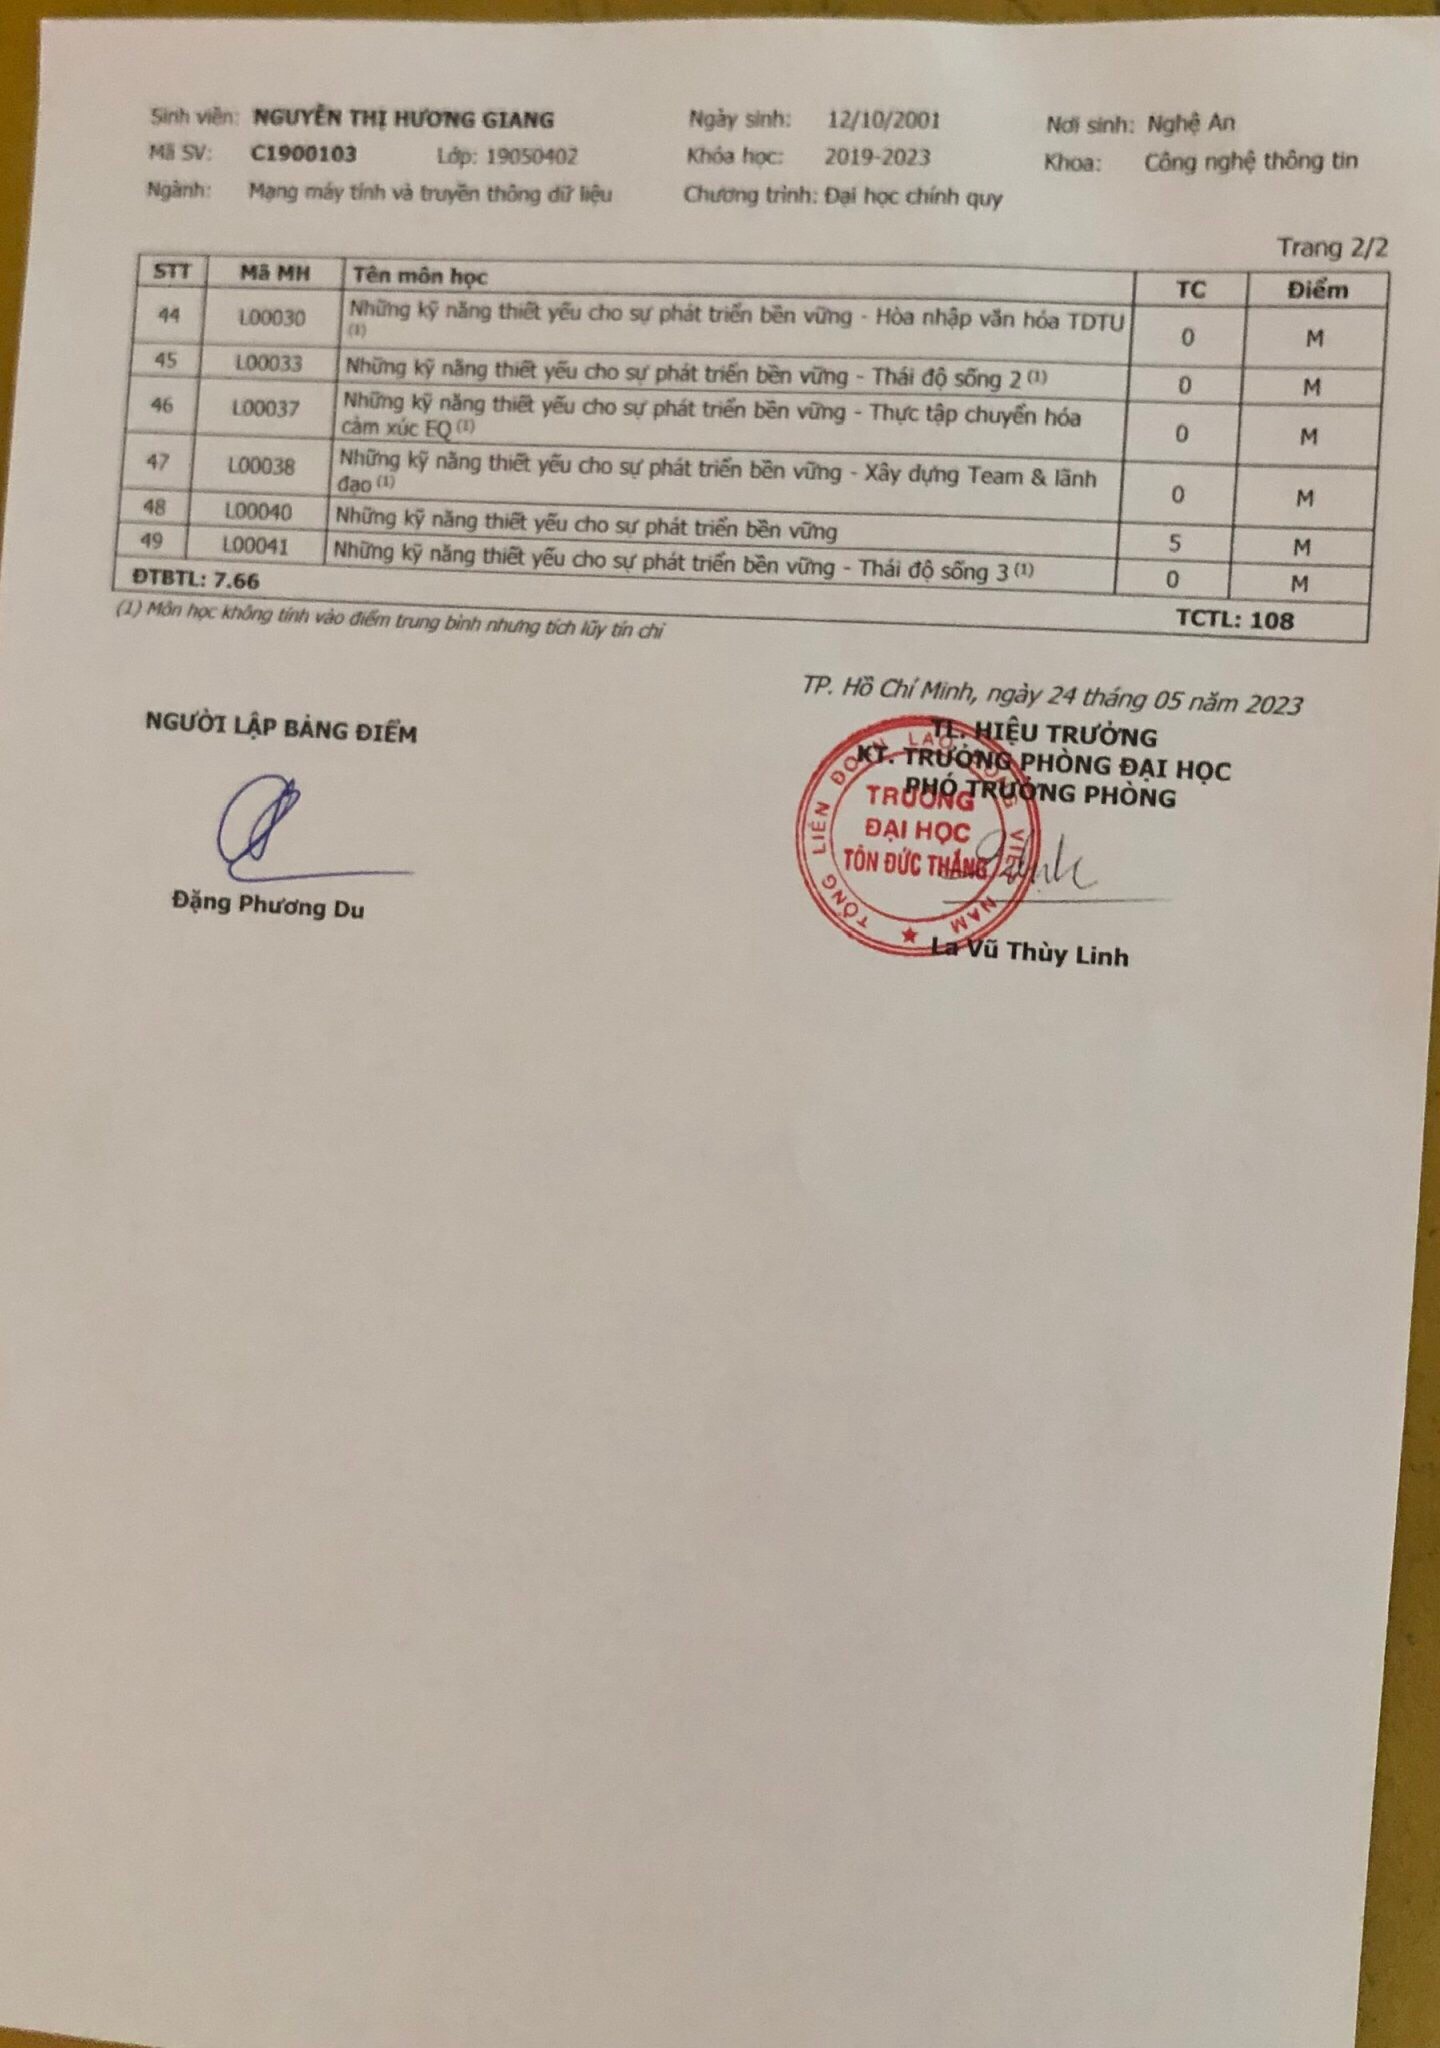 Sinh viên: NGUYỄN THỊ HƯƠNG GIANG Ngày sinh: 12/10/2001 Nơi sinh: Nghệ An
Mã SV: C1900103 Lớp: 19050402 Khóa học: 2019-2023 Khoa: Công nghệ thông tin
Ngành: Mạng máy tính và truyền thông dữ liệu Chương trình: Đại học chính quy
Trang 2/2
STT Mã MH Tên môn học TC Điểm
44 L00030 Những kỹ năng thiết yếu cho sự phát triển bền vững - Hòa nhập văn hóa TDTU 0 M
(1)
45 L00033 Những kỹ năng thiết yếu cho sự phát triển bền vững - Thái độ sống 2 (1) 0 M
46 L00037 Những kỹ năng thiết yếu cho sự phát triển bền vững - Thực tập chuyển hóa 0 M
cảm xúc EQ (1)
47 L00038 Những kỹ năng thiết yếu cho sự phát triển bền vững - Xây dựng Team & lãnh 0 M
đạo (1)
48 L00040 Những kỹ năng thiết yếu cho sự phát triển bền vững 5 M
49 L00041 Những kỹ năng thiết yếu cho sự phát triển bền vững - Thái độ sống 3 (1) 0 M
ĐTBTL: 7.66 TCTL: 108
(1) Môn học không tính vào điểm trung bình nhưng tích lũy tín chỉ
TP. Hồ Chí Minh, ngày 24 tháng 05 năm 2023
NGƯỜI LẬP BẢNG ĐIỂM
TL. HIỆU TRƯỞNG
KT. TRƯỞNG PHÒNG ĐẠI HỌC
PHÓ TRƯỞNG PHÒNG
TỔNG LIÊN ĐOÀN LAO ĐỘNG VIỆT NAM
TRƯỜNG
ĐẠI HỌC
TÔN ĐỨC THẮNG
Đặng Phương Du
La Vũ Thùy Linh